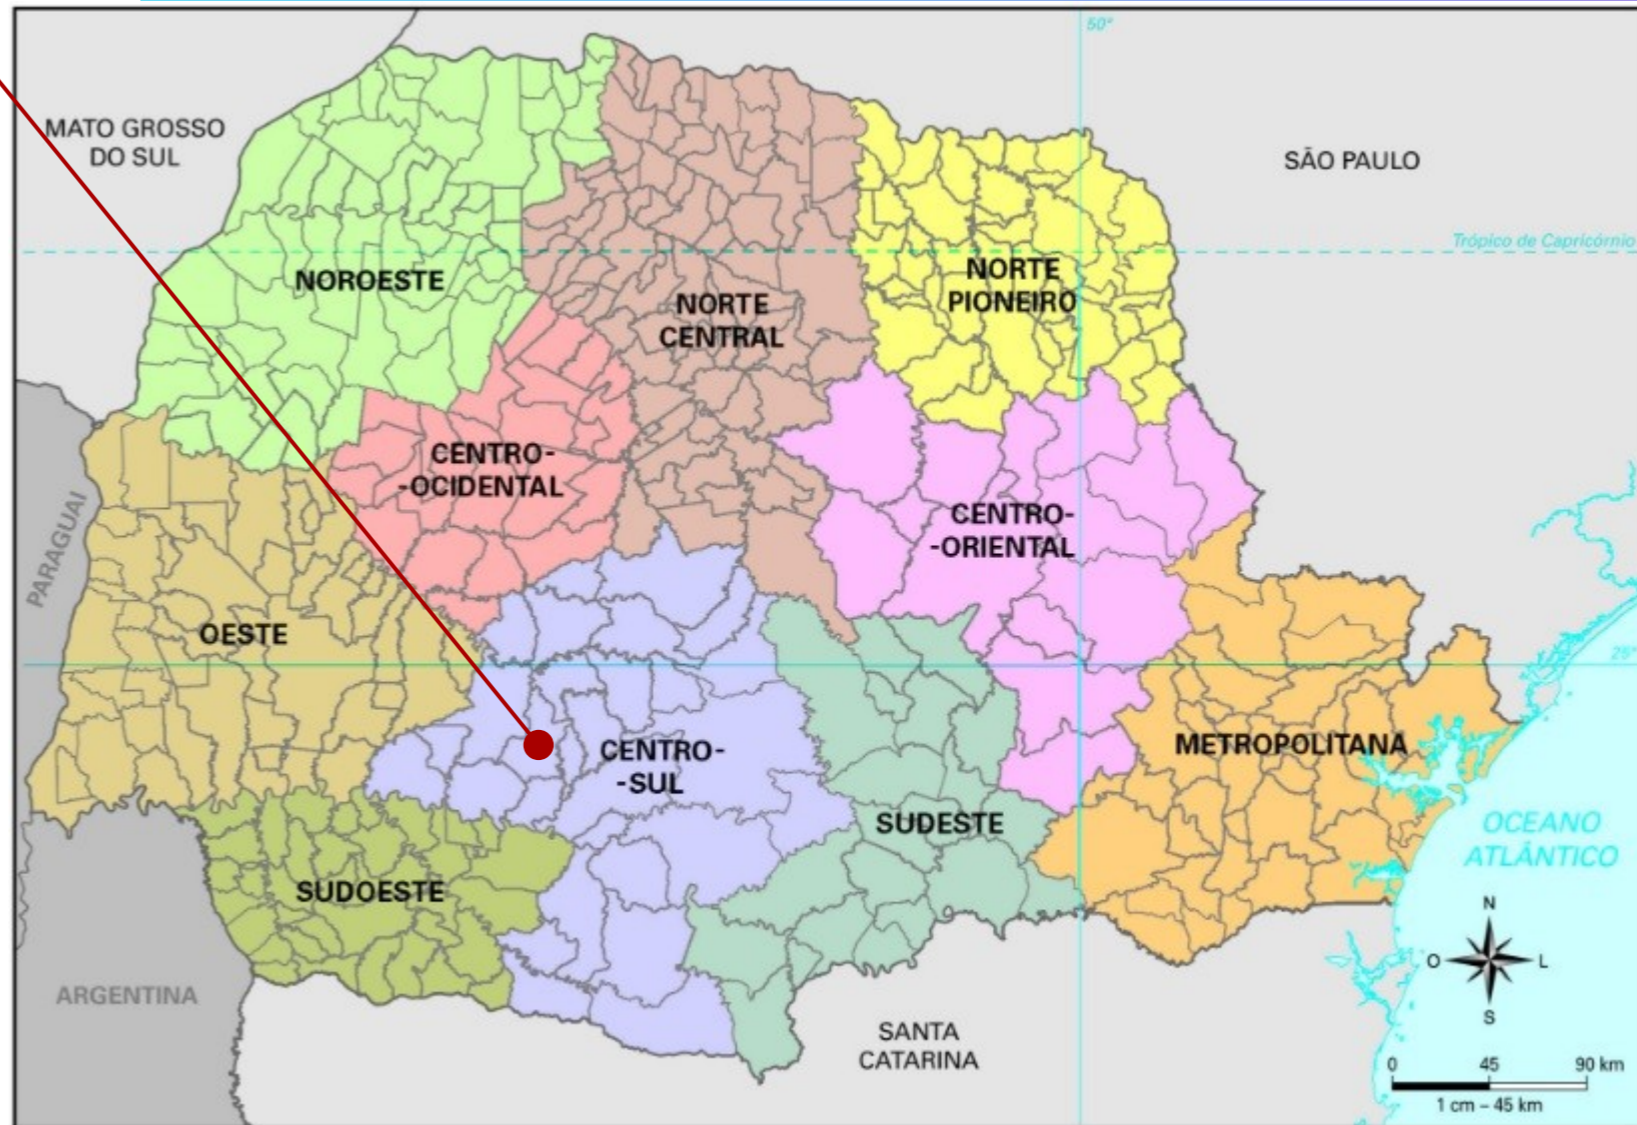 50°
MATO GROSSO
DO SUL
SÃO PAULO
Trópico de Capricórnio
NOROESTE
NORTE
PIONEIRO
NORTE
CENTRAL
CENTRO-
-OCIDENTAL
CENTRO-
-ORIENTAL
PARAGUAI
OESTE
25°
CENTRO-
-SUL
METROPOLITANA
SUDESTE
OCEANO
ATLÂNTICO
SUDOESTE
N
O
L
S
ARGENTINA
SANTA
CATARINA
0 45 90 km
1 cm – 45 km